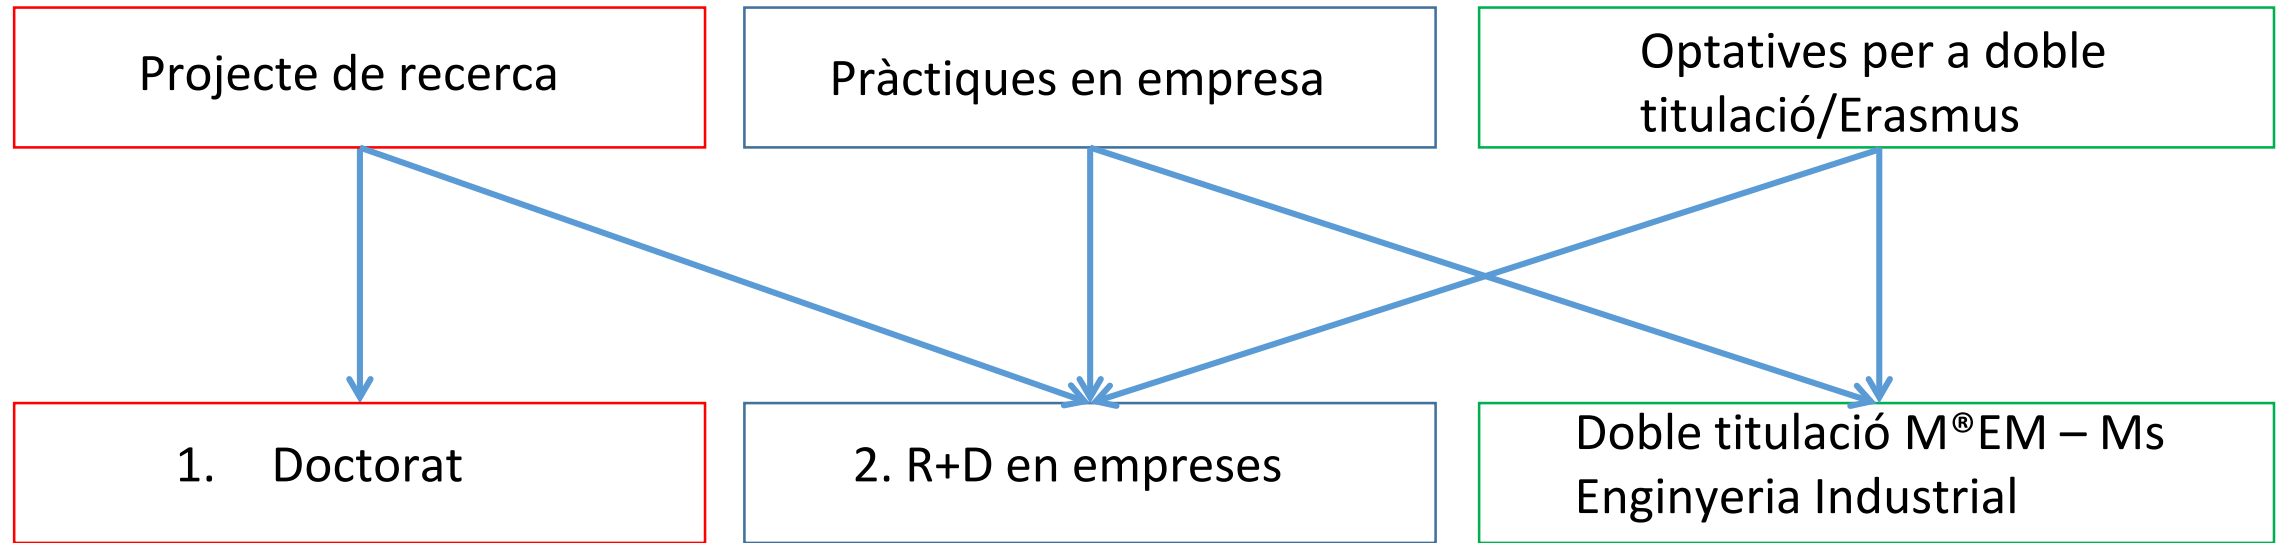 Projecte de recerca
Pràctiques en empresa
Optatives per a doble
titulació/Erasmus
1. Doctorat
2. R+D en empreses
Doble titulació M®EM – Ms
Enginyeria Industrial